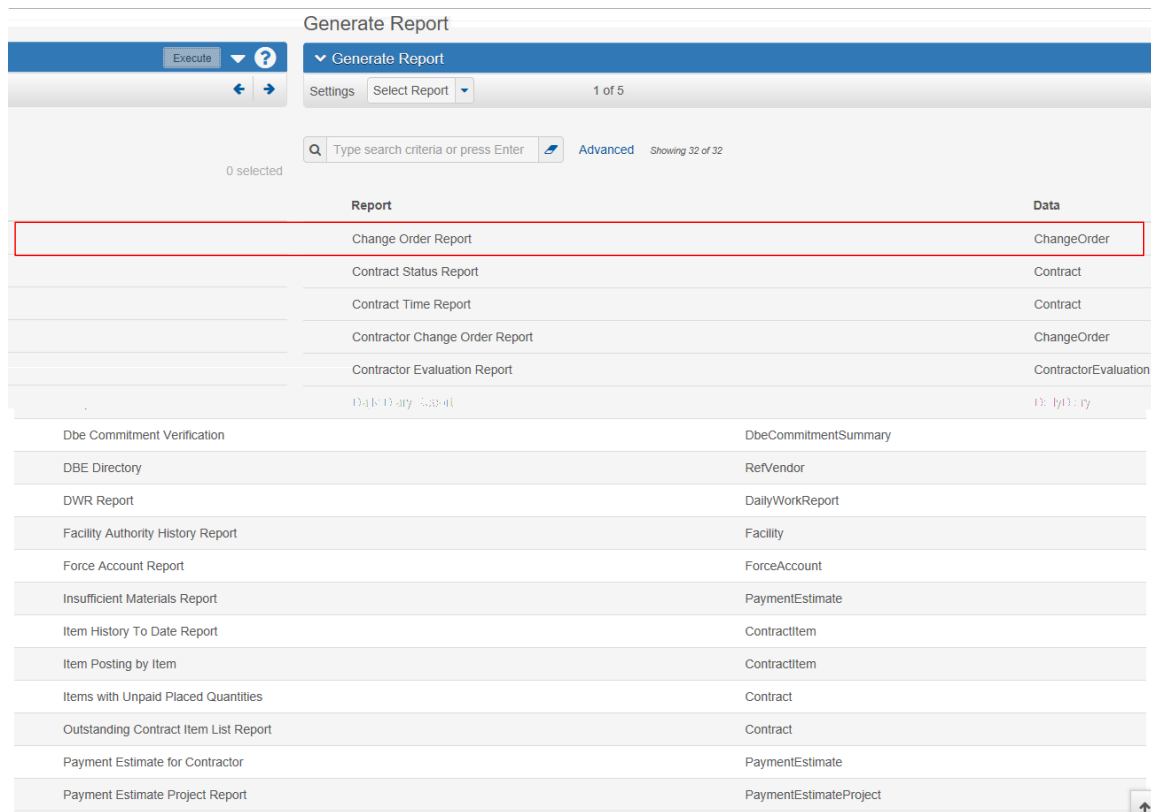 Generate Report
Execute ?
Generate Report
Settings Select Report 1 of 5
Type search criteria or press Enter Advanced Showing 32 of 32
0 selected
Report Data
Change Order Report ChangeOrder
Contract Status Report Contract
Contract Time Report Contract
Contractor Change Order Report ChangeOrder
Contractor Evaluation Report ContractorEvaluation
Dbe Commitment Verification DbeCommitmentSummary
DBE Directory RefVendor
DWR Report DailyWorkReport
Facility Authority History Report Facility
Force Account Report ForceAccount
Insufficient Materials Report PaymentEstimate
Item History To Date Report ContractItem
Item Posting by Item ContractItem
Items with Unpaid Placed Quantities Contract
Outstanding Contract Item List Report Contract
Payment Estimate for Contractor PaymentEstimate
Payment Estimate Project Report PaymentEstimateProject